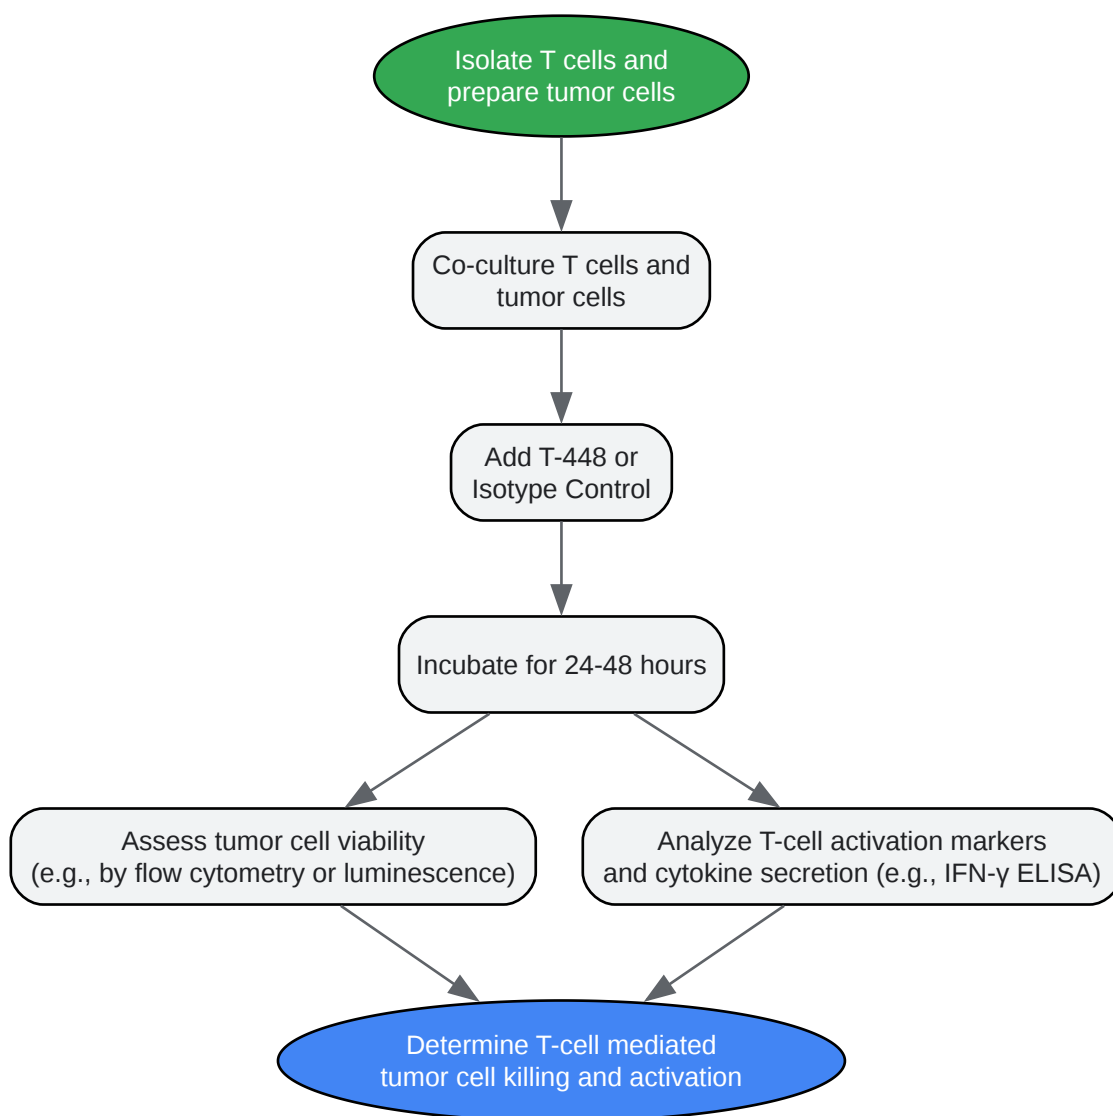 Isolate T cells and
prepare tumor cells
Co-culture T cells and
tumor cells
Add T-448 or
Isotype Control
Incubate for 24-48 hours
Assess tumor cell viability
(e.g., by flow cytometry or luminescence)
Analyze T-cell activation markers
and cytokine secretion (e.g., IFN-γ ELISA)
Determine T-cell mediated
tumor cell killing and activation